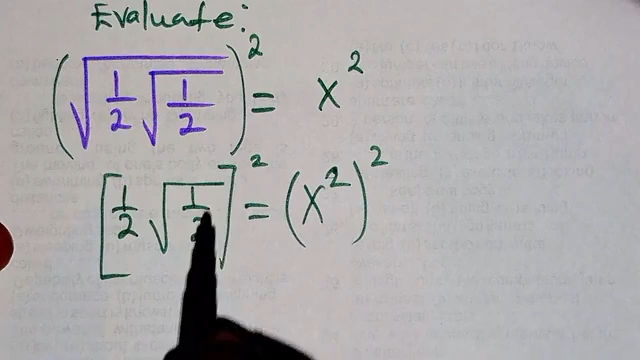 Evaluate:
(√(1/2 √(1/2)))² = x²
[1/2 √(1/2)]² = (x²)²